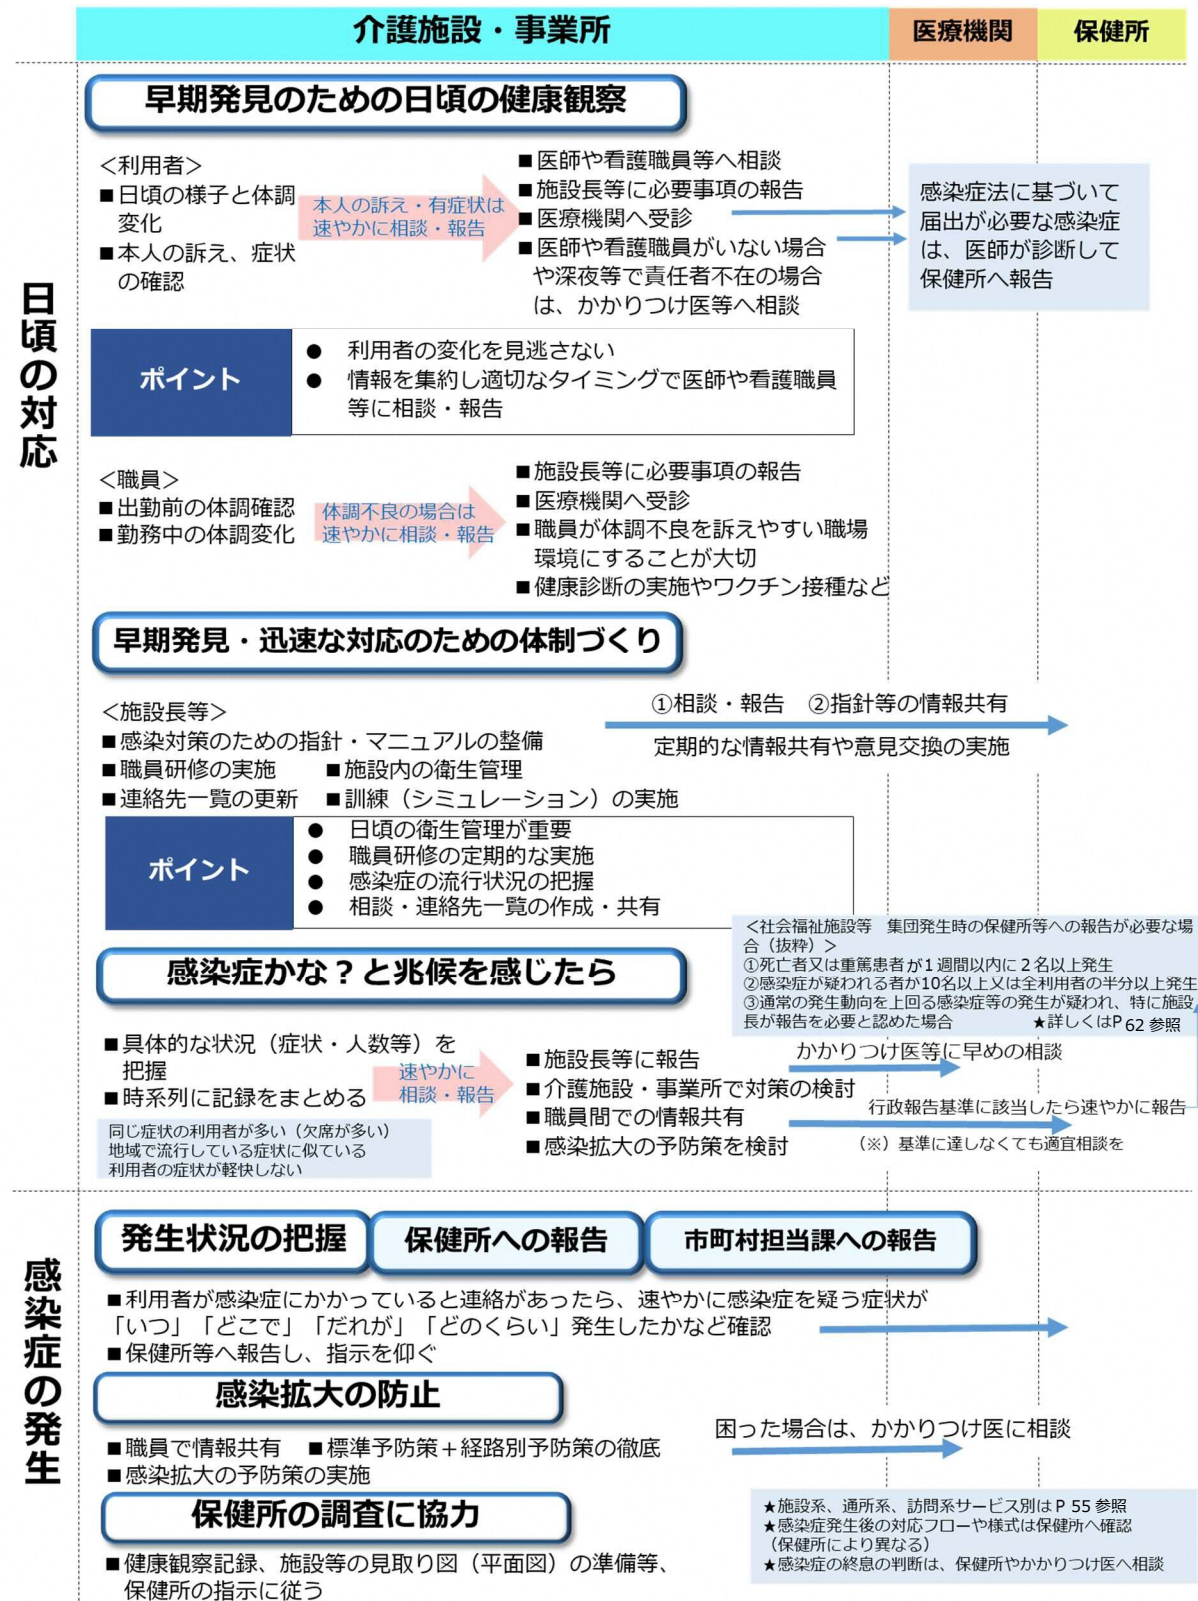 介護施設・事業所
医療機関
保健所
日頃の対応
早期発見のための日頃の健康観察
＜利用者＞
■日頃の様子と体調
変化
■本人の訴え、症状
の確認
本人の訴え・有症状は
速やかに相談・報告
■医師や看護職員等へ相談
■施設長等に必要事項の報告
■医療機関へ受診
■医師や看護職員がいない場合
や深夜等で責任者不在の場合
は、かかりつけ医等へ相談
感染症法に基づいて
届出が必要な感染症
は、医師が診断して
保健所へ報告
ポイント
● 利用者の変化を見逃さない
● 情報を集約し適切なタイミングで医師や看護職員
等に相談・報告
＜職員＞
■出勤前の体調確認
■勤務中の体調変化
体調不良の場合は
速やかに相談・報告
■施設長等に必要事項の報告
■医療機関へ受診
■職員が体調不良を訴えやすい職場
環境にすることが大切
■健康診断の実施やワクチン接種など
早期発見・迅速な対応のための体制づくり
＜施設長等＞
■感染対策のための指針・マニュアルの整備
■職員研修の実施 ■施設内の衛生管理
■連絡先一覧の更新 ■訓練（シミュレーション）の実施
①相談・報告 ②指針等の情報共有
定期的な情報共有や意見交換の実施
ポイント
● 日頃の衛生管理が重要
● 職員研修の定期的な実施
● 感染症の流行状況の把握
● 相談・連絡先一覧の作成・共有
＜社会福祉施設等 集団発生時の保健所等への報告が必要な場
合（抜粋）＞
①死亡者又は重篤患者が1週間以内に2名以上発生
②感染症が疑われる者が10名以上又は全利用者の半分以上発生
③通常の発生動向を上回る感染症等の発生が疑われ、特に施設
長が報告を必要と認めた場合 ★詳しくはP 62 参照
感染症かな？と兆候を感じたら
■具体的な状況（症状・人数等）を
把握
■時系列に記録をまとめる
速やかに
相談・報告
■施設長等に報告
■介護施設・事業所で対策の検討
■職員間での情報共有
■感染拡大の予防策を検討
かかりつけ医等に早めの相談
行政報告基準に該当したら速やかに報告
（※）基準に達しなくても適宜相談を
同じ症状の利用者が多い（欠席が多い）
地域で流行している症状に似ている
利用者の症状が軽快しない
感染症の発生
発生状況の把握
保健所への報告
市町村担当課への報告
■利用者が感染症にかかっていると連絡があったら、速やかに感染症を疑う症状が
「いつ」「どこで」「だれが」「どのくらい」発生したかなど確認
■保健所等へ報告し、指示を仰ぐ
感染拡大の防止
■職員で情報共有 ■標準予防策＋経路別予防策の徹底
■感染拡大の予防策の実施
困った場合は、かかりつけ医に相談
保健所の調査に協力
■健康観察記録、施設等の見取り図（平面図）の準備等、
保健所の指示に従う
★施設系、通所系、訪問系サービス別はP 55 参照
★感染症発生後の対応フローや様式は保健所へ確認
（保健所により異なる）
★感染症の終息の判断は、保健所やかかりつけ医へ相談